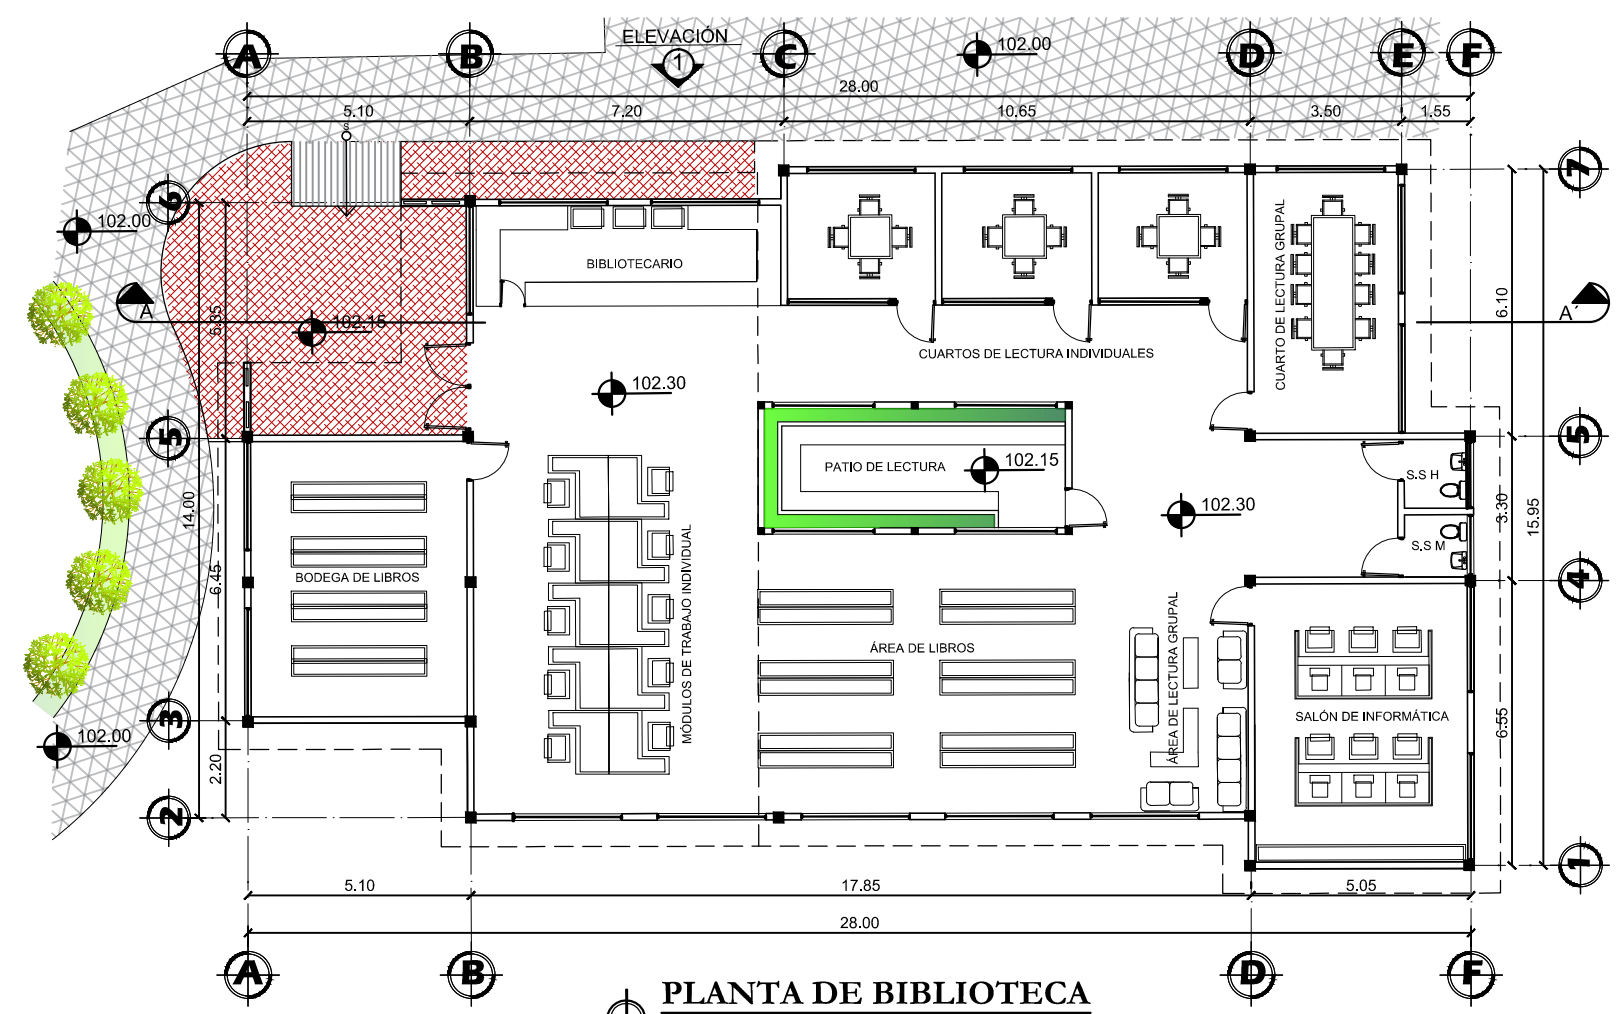 ELEVACIÓN
1
102.00
A
B
C
D
E
F
28.00
5.10
7.20
10.65
3.50
1.55
S
6
7
102.00
BIBLIOTECARIO
CUARTO DE LECTURA GRUPAL
A
A´
102.15
5.35
6.10
CUARTOS DE LECTURA INDIVIDUALES
102.30
5
5
PATIO DE LECTURA
102.15
S.S H
102.30
14.00
3.30
15.95
S.S M
BODEGA DE LIBROS
6.45
MÓDULOS DE TRABAJO INDIVIDUAL
4
ÁREA DE LIBROS
ÁREA DE LECTURA GRUPAL
SALÓN DE INFORMÁTICA
6.55
3
102.00
2.20
2
1
5.10
17.85
5.05
28.00
A
B
D
F
PLANTA DE BIBLIOTECA